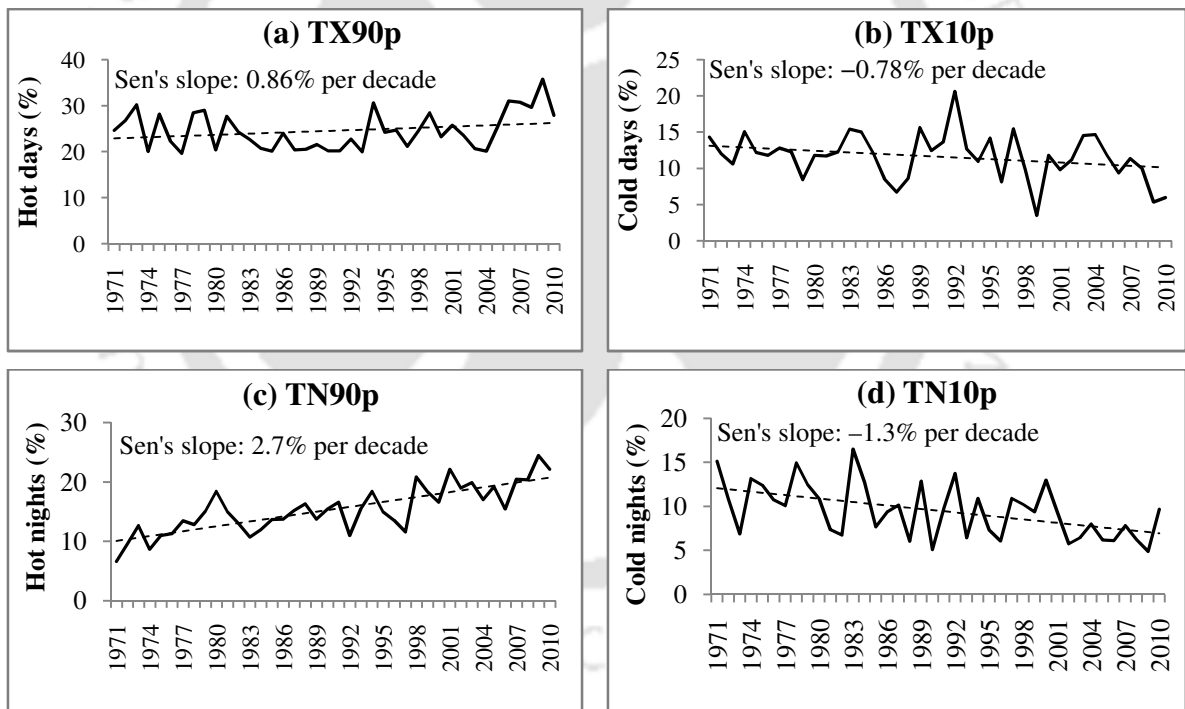 (a) TX90p
Sen's slope: 0.86% per decade
Hot days (%)
40
30
20
10
0
1971 1974 1977 1980 1983 1986 1989 1992 1995 1998 2001 2004 2007 2010
(b) TX10p
Sen's slope: −0.78% per decade
Cold days (%)
25
20
15
10
5
0
1971 1974 1977 1980 1983 1986 1989 1992 1995 1998 2001 2004 2007 2010
(c) TN90p
Sen's slope: 2.7% per decade
Hot nights (%)
30
20
10
0
1971 1974 1977 1980 1983 1986 1989 1992 1995 1998 2001 2004 2007 2010
(d) TN10p
Sen's slope: –1.3% per decade
Cold nights (%)
20
15
10
5
0
1971 1974 1977 1980 1983 1986 1989 1992 1995 1998 2001 2004 2007 2010